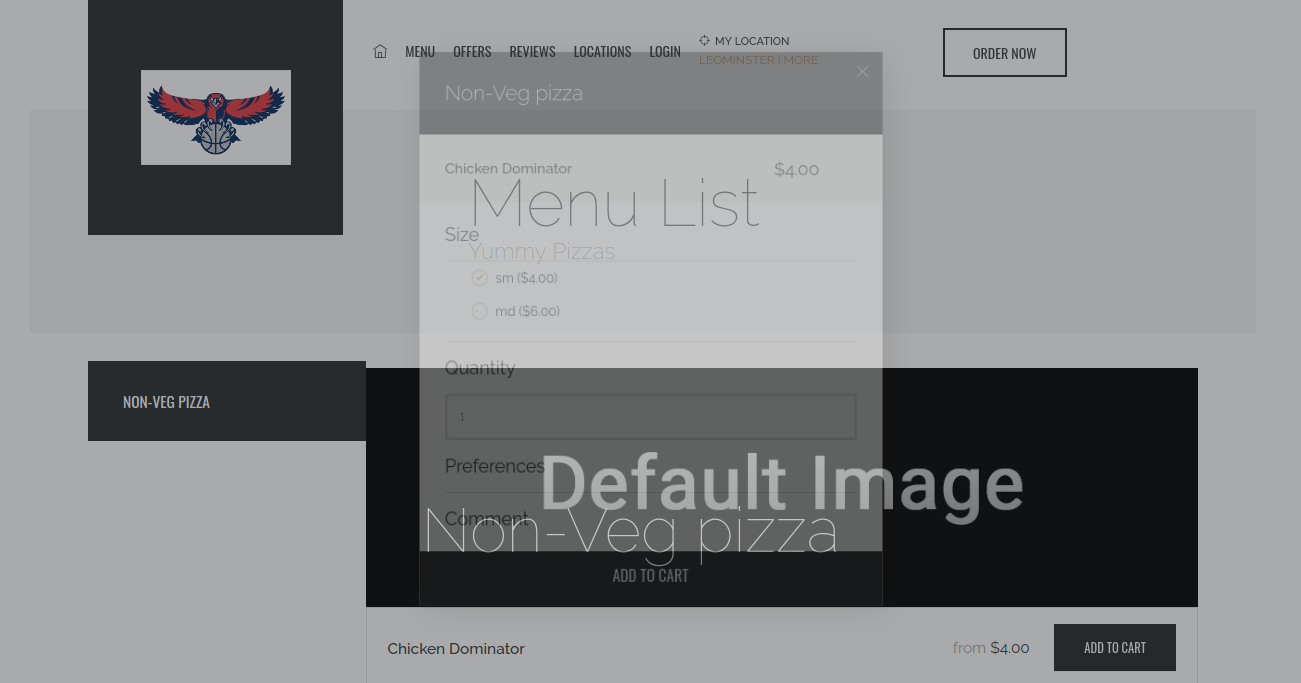 MENU OFFERS REVIEWS LOCATIONS LOGIN
MY LOCATION
LEOMINSTER | MORE
ORDER NOW
Non-Veg pizza
Chicken Dominator $4.00
Menu List
Size
Yummy Pizzas
sm ($4.00)
md ($6.00)
Quantity
NON-VEG PIZZA
1
Preferences
Default Image
Comment
Non-Veg pizza
ADD TO CART
Chicken Dominator from $4.00 ADD TO CART